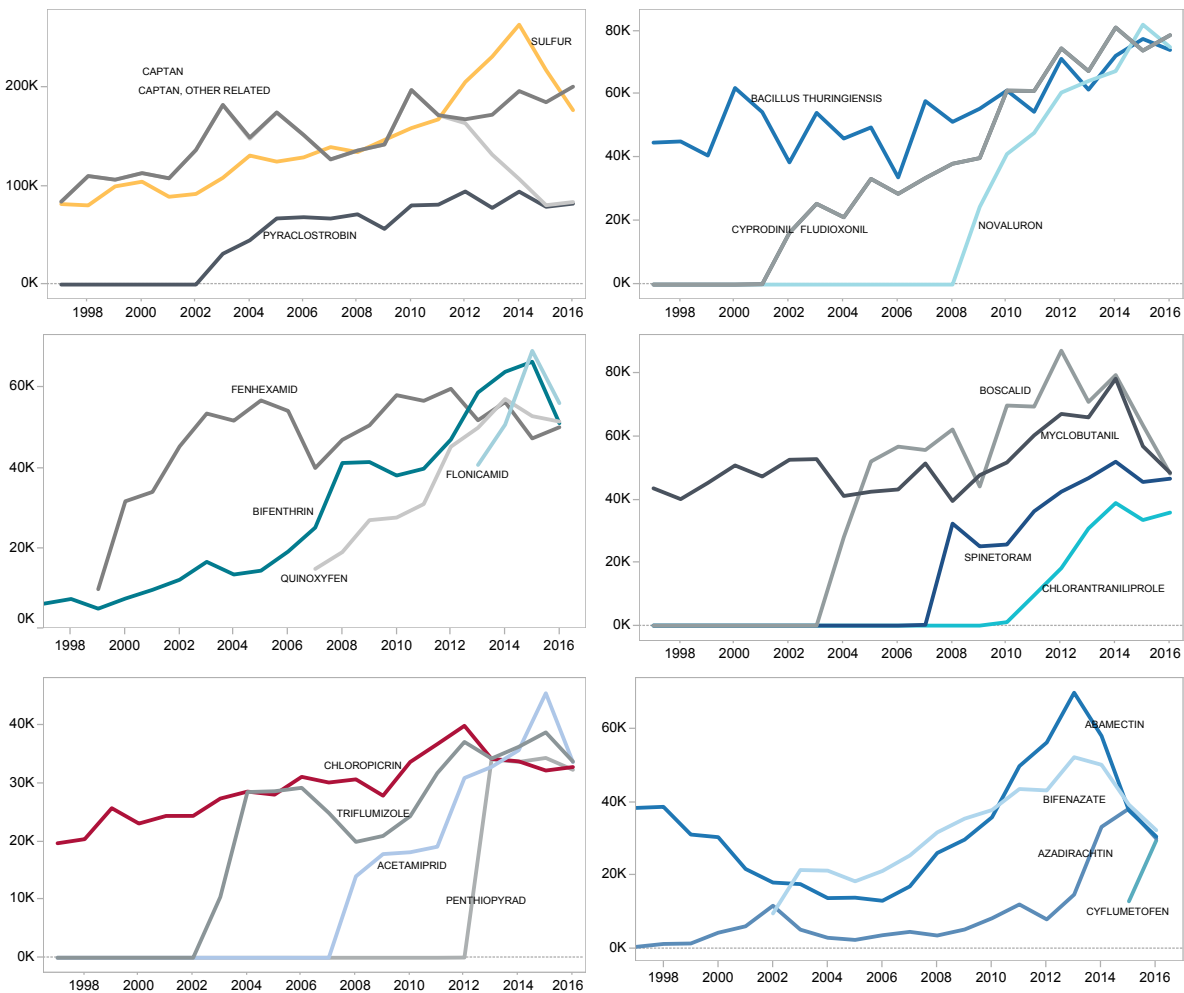 SULFUR
CAPTAN
CAPTAN, OTHER RELATED
PYRACLOSTROBIN
200K
100K
0K
1998 2000 2002 2004 2006 2008 2010 2012 2014 2016
BACILLUS THURINGIENSIS
CYPRODINIL FLUDIOXONIL
NOVALURON
80K
60K
40K
20K
0K
1998 2000 2002 2004 2006 2008 2010 2012 2014 2016
FENHEXAMID
FLONICAMID
BIFENTHRIN
QUINOXYFEN
60K
40K
20K
0K
1998 2000 2002 2004 2006 2008 2010 2012 2014 2016
BOSCALID
MYCLOBUTANIL
SPINETORAM
CHLORANTRANILIPROLE
80K
60K
40K
20K
0K
1998 2000 2002 2004 2006 2008 2010 2012 2014 2016
CHLOROPICRIN
TRIFLUMIZOLE
ACETAMIPRID
PENTHIOPYRAD
40K
30K
20K
10K
0K
1998 2000 2002 2004 2006 2008 2010 2012 2014 2016
ABAMECTIN
BIFENAZATE
AZADIRACHTIN
CYFLUMETOFEN
60K
40K
20K
0K
1998 2000 2002 2004 2006 2008 2010 2012 2014 2016